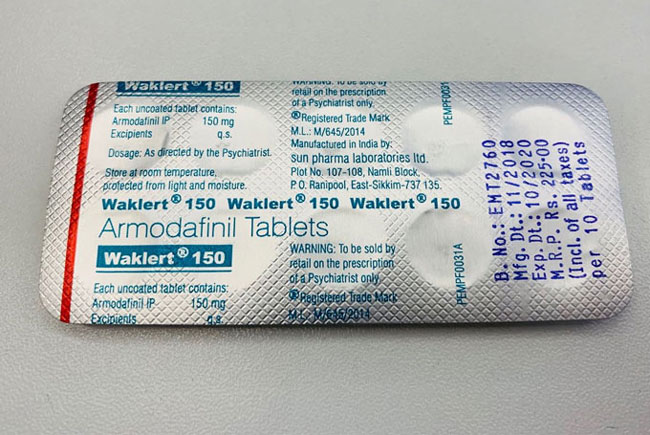 Waklert® 150
Each uncoated tablet contains:
Armodafinil IP 150 mg
Excipients q.s.
Dosage: As directed by the Psychiatrist.
Store at room temperature,
protected from light and moisture.
WARNING: To be sold by
retail on the prescription
of a Psychiatrist only.
®Registered Trade Mark
M.L.: M/645/2014
Manufactured in India by:
sun pharma laboratories ltd.
Plot No. 107-108, Namli Block,
P.O. Ranipool, East-Sikkim-737 135.
PEMPF0031
Waklert® 150 Waklert® 150 Waklert® 150
Armodafinil Tablets
Waklert® 150
Each uncoated tablet contains:
Armodafinil IP 150 mg
Excipients q.s.
WARNING: To be sold by
retail on the prescription
of a Psychiatrist only.
®Registered Trade Mark
M.L.: M/645/2014
PEMPF0031A
B. No.: EMT2760
Mfg. Dt.: 11/2018
Exp. Dt.: 10/2020
M.R.P. Rs. 225.00
(Incl. of all taxes)
per 10 Tablets